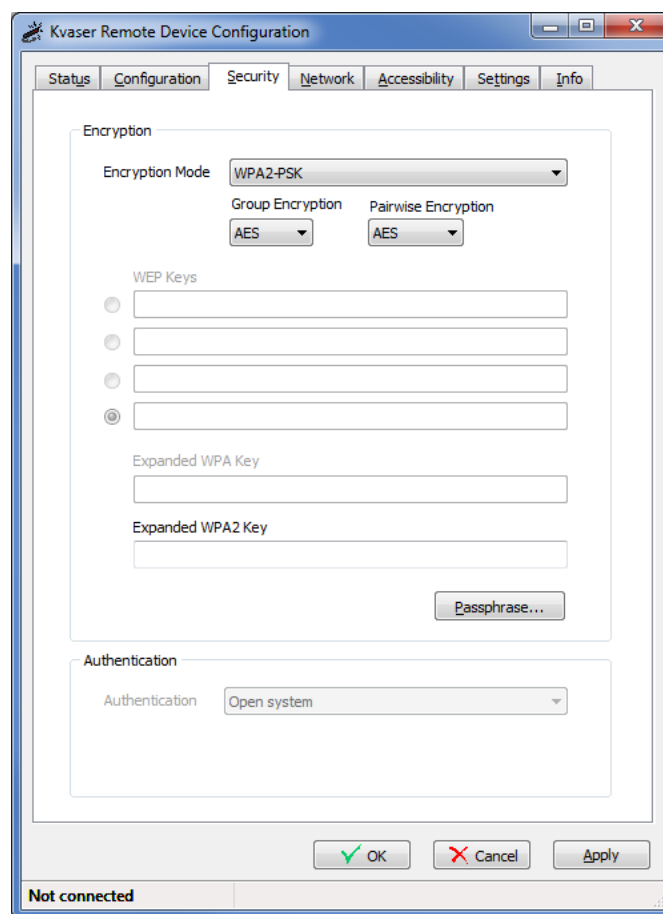 Kvaser Remote Device Configuration
Status Configuration Security Network Accessibility Settings Info
Encryption
Encryption Mode WPA2-PSK
Group Encryption Pairwise Encryption
AES AES
WEP Keys
Expanded WPA Key
Expanded WPA2 Key
Passphrase...
Authentication
Authentication Open system
OK Cancel Apply
Not connected